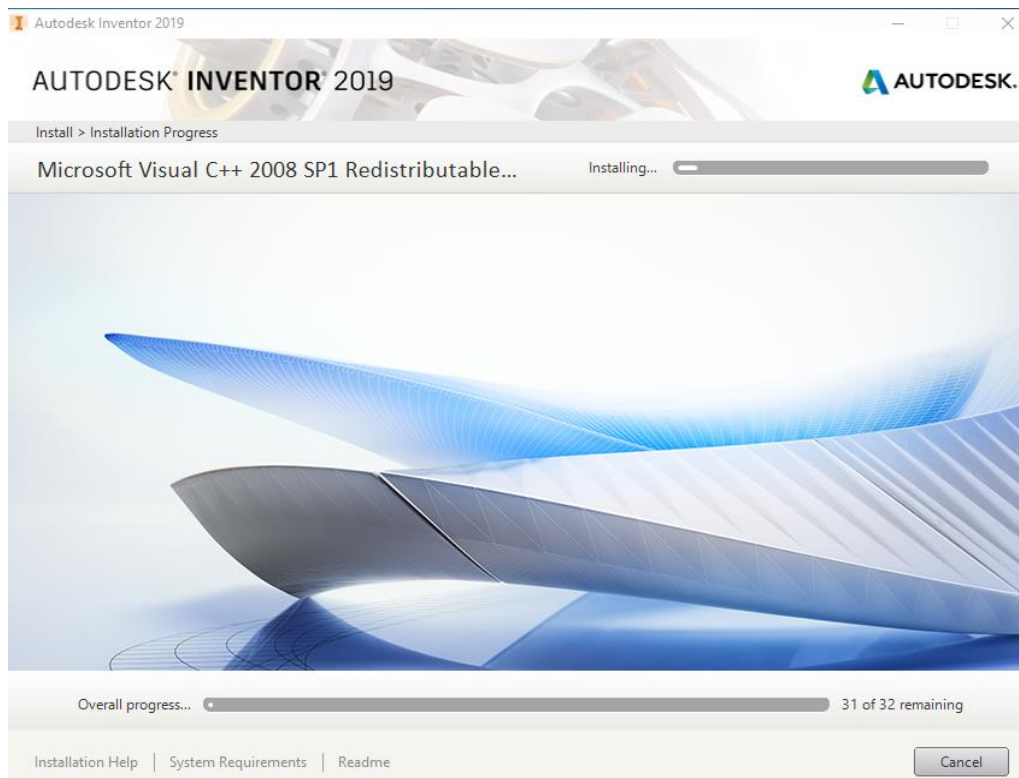 Autodesk Inventor 2019
AUTODESK® INVENTOR® 2019
AUTODESK.
Install > Installation Progress
Microsoft Visual C++ 2008 SP1 Redistributable...
Installing...
Overall progress...
31 of 32 remaining
Installation Help | System Requirements | Readme
Cancel